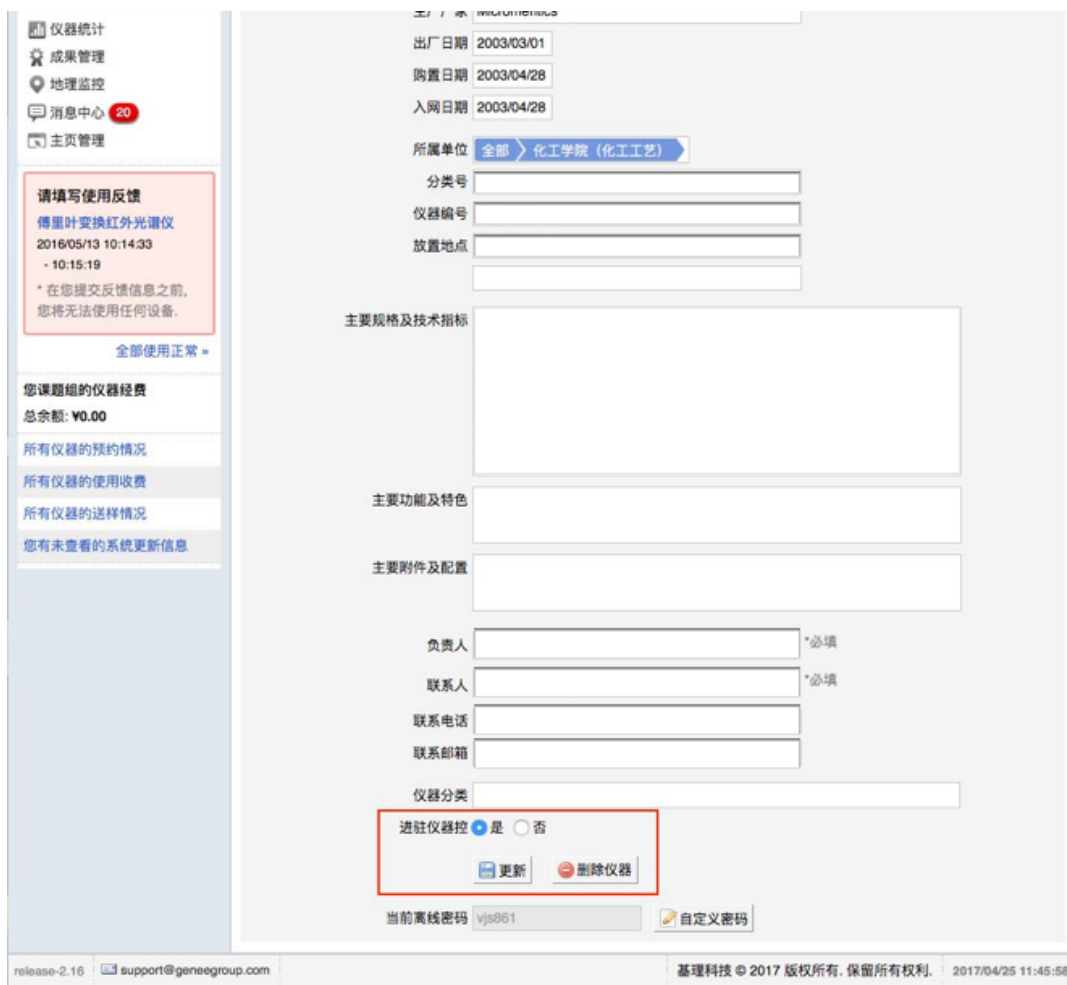 仪器统计
成果管理
地理监控
消息中心 20
主页管理
请填写使用反馈
傅里叶变换红外光谱仪
2016/05/13 10:14:33
- 10:15:19
* 在您提交反馈信息之前,
您将无法使用任何设备.
全部使用正常 »
您课题组的仪器经费
总余额: ¥0.00
所有仪器的预约情况
所有仪器的使用收费
所有仪器的送样情况
您有未查看的系统更新信息
生产厂家 Micromentics
出厂日期 2003/03/01
购置日期 2003/04/28
入网日期 2003/04/28
所属单位 全部 化工学院（化工工艺）
分类号
仪器编号
放置地点
主要规格及技术指标
主要功能及特色
主要附件及配置
负责人 *必填
联系人 *必填
联系电话
联系邮箱
仪器分类
进驻仪器控 是 否
更新 删除仪器
当前离线密码 vjs861 自定义密码
release-2.16 support@geneegroup.com 基理科技 © 2017 版权所有. 保留所有权利. 2017/04/25 11:45:58